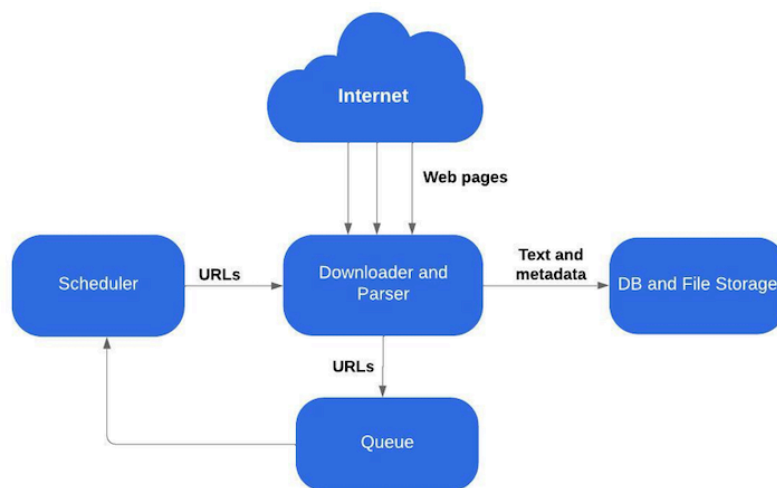 Internet
Web pages
Scheduler
URLs
Downloader and
Parser
Text and
metadata
DB and File Storage
URLs
Queue